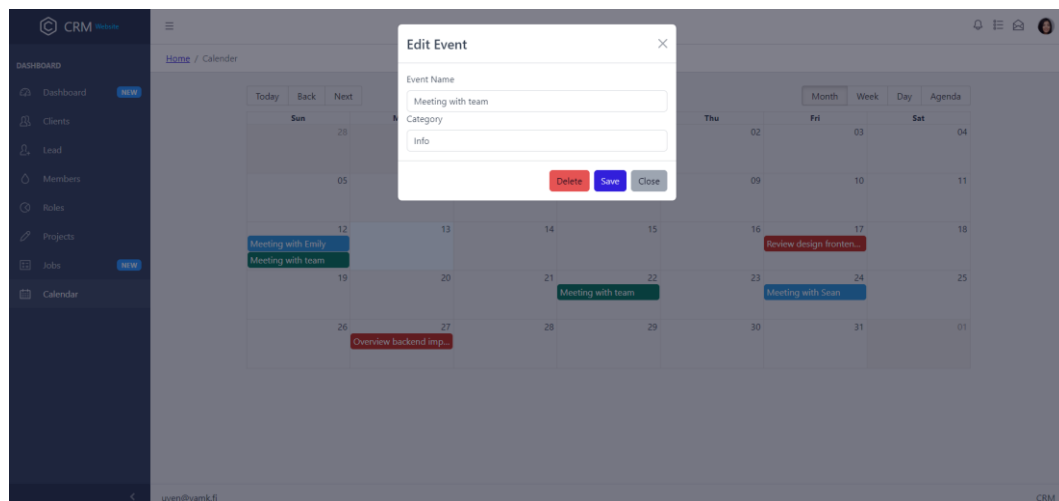 CRM Website
DASHBOARD
Dashboard NEW
Clients
Lead
Members
Roles
Projects
Jobs NEW
Calendar
Home / Calender
Edit Event
Event Name
Meeting with team
Category
Info
Delete Save Close
Today Back Next
Month Week Day Agenda
Sun Thu Fri Sat
26 02 03 04
05 09 10 11
12 13 14 15 16 17 18
Meeting with Emily Review design fronten...
Meeting with team
19 20 21 22 23 24 25
Meeting with team Meeting with Sean
26 27 28 29 30 31 01
Overview backend imp...
uyen@vamk.fi CRM